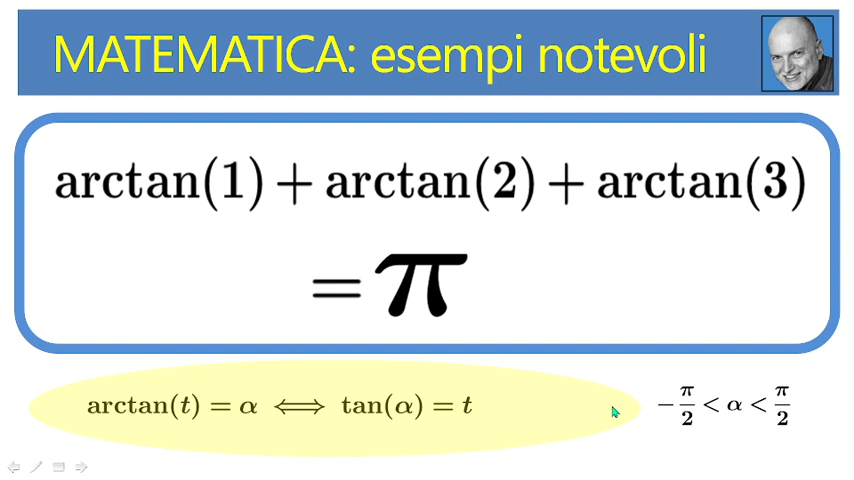 MATEMATICA: esempi notevoli
arctan(1) + arctan(2) + arctan(3)
= π
arctan(t) = α ⟺ tan(α) = t
−π/2 < α < π/2